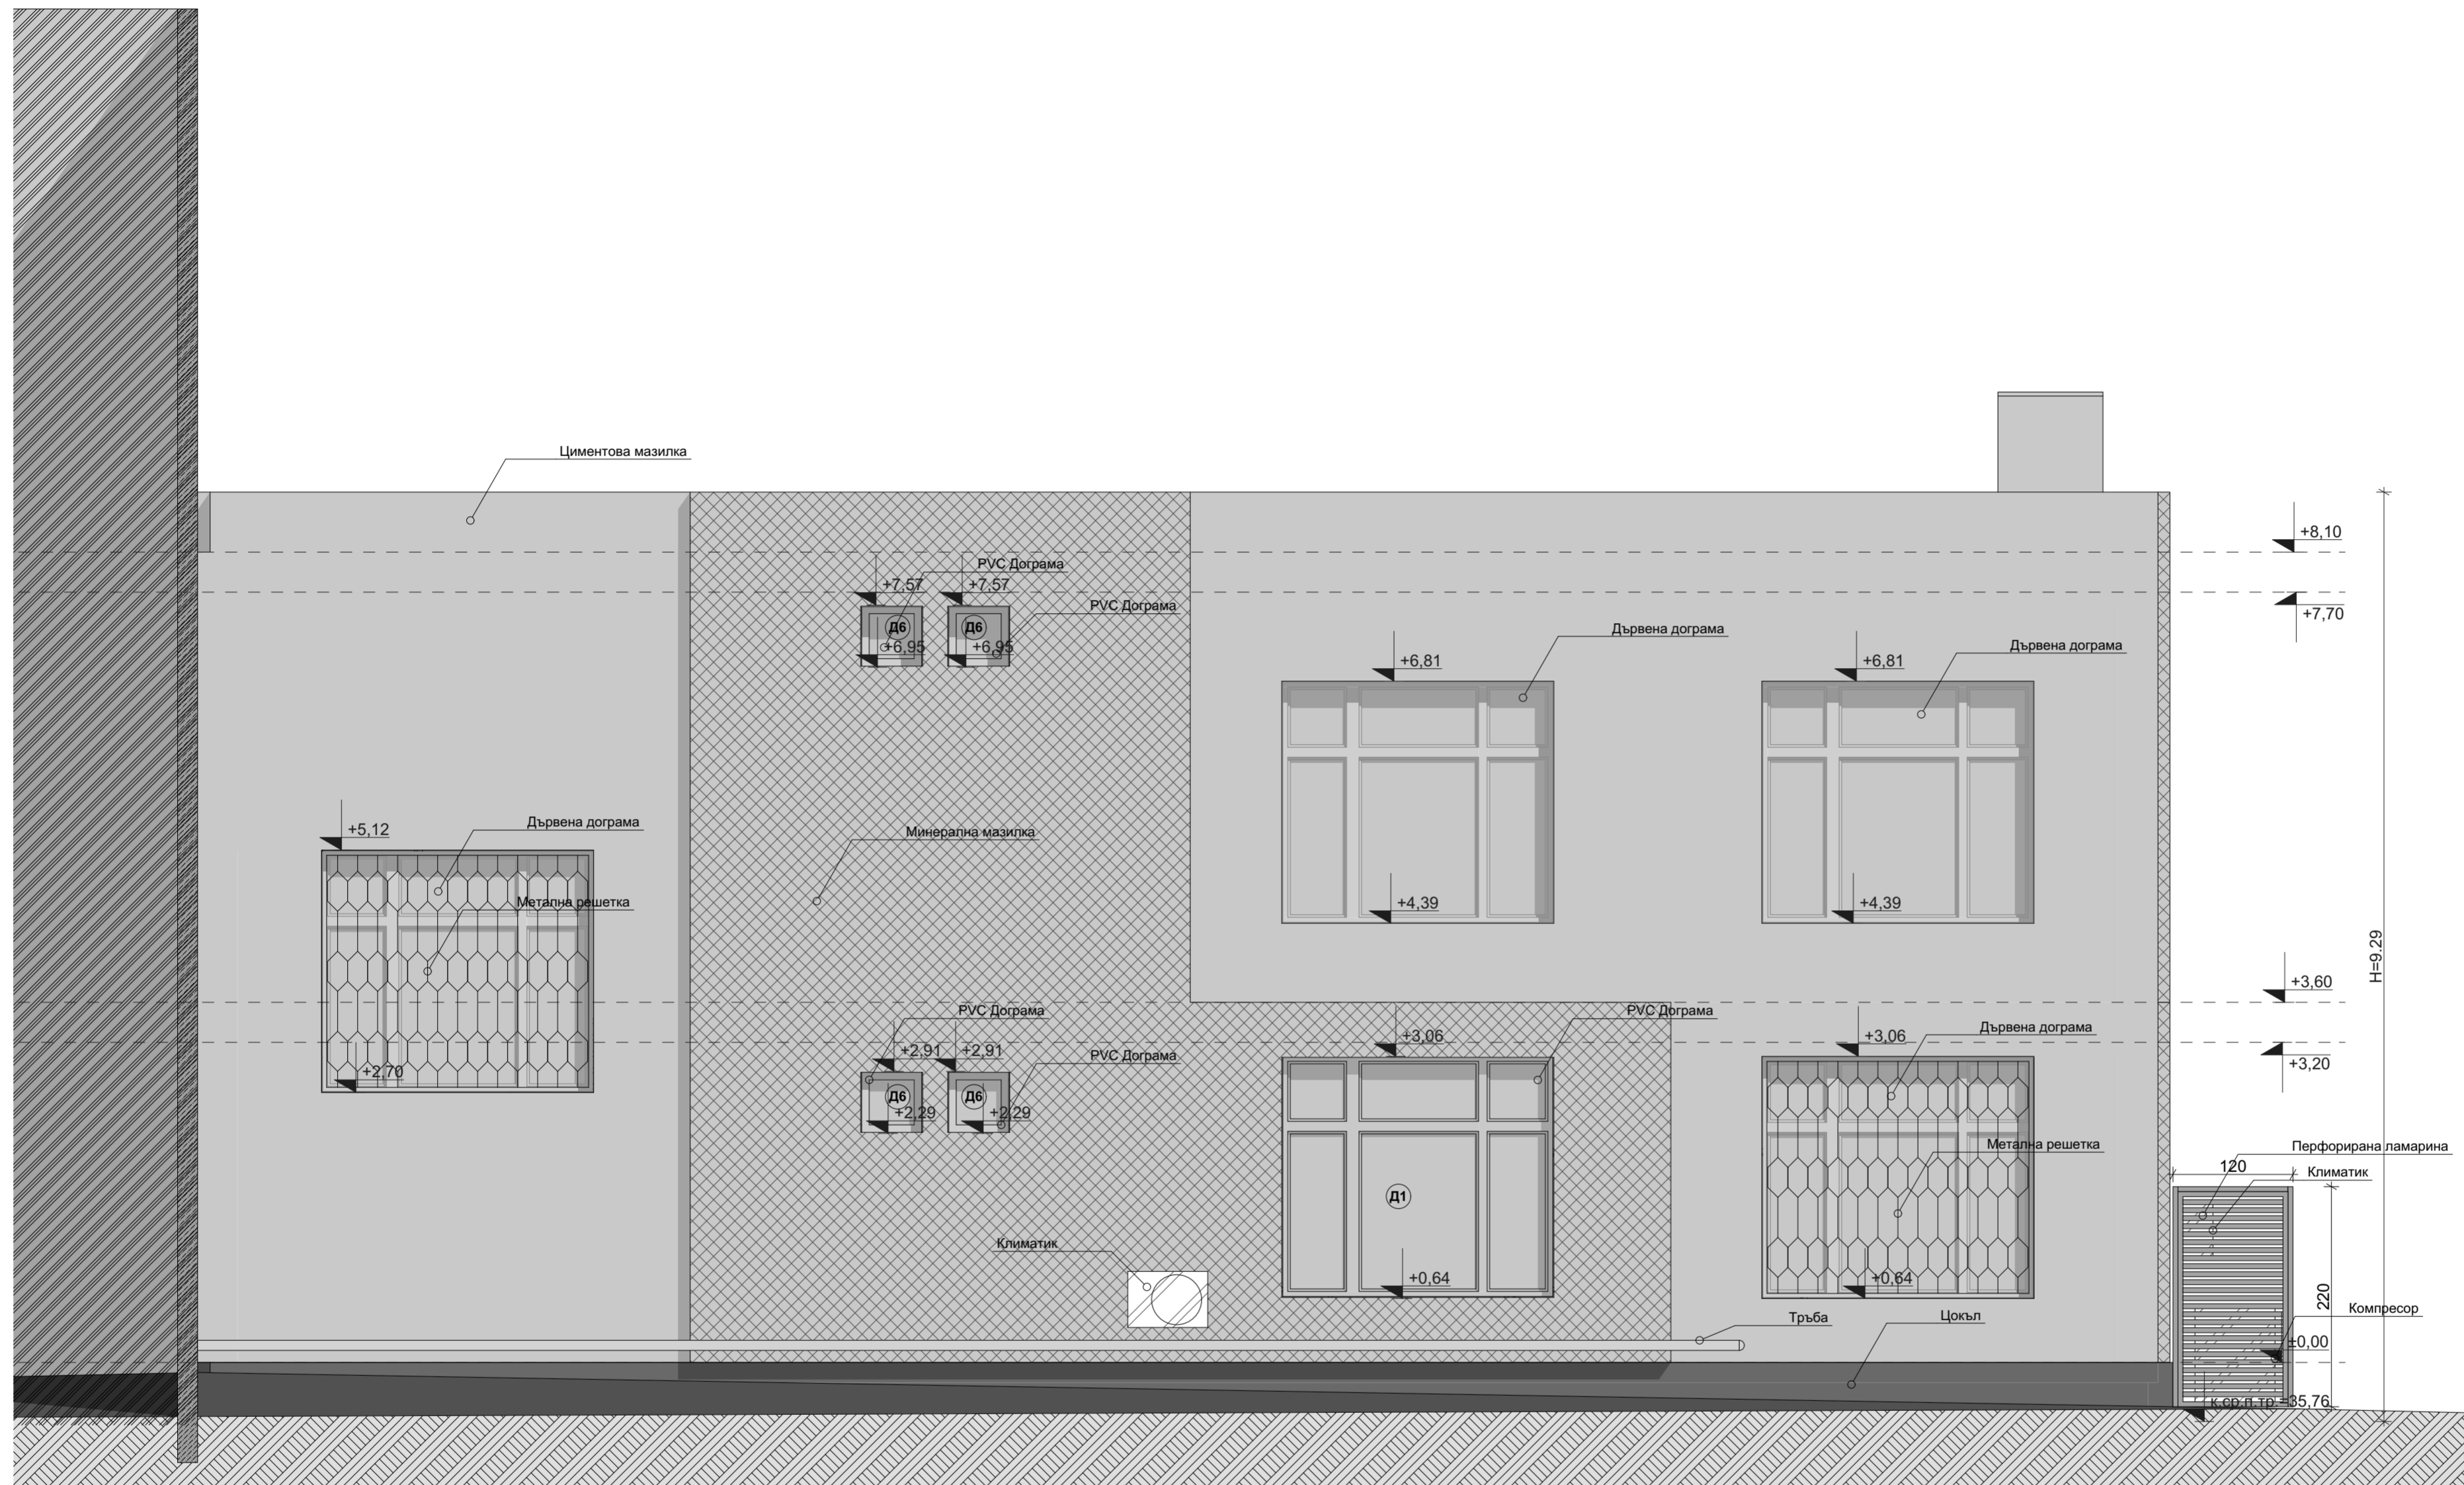 Циментова мазилка
+8,10
PVC Дограма
+7,57
+7,57
PVC Дограма
+7,70
Д6
Д6
Дървена дограма
+6,95
+6,95
Дървена дограма
+6,81
+6,81
Дървена дограма
+5,12
Минерална мазилка
Метална решетка
+4,39
+4,39
H=9.29
+3,60
PVC Дограма
PVC Дограма
Дървена дограма
+3,06
+3,06
+2,91
+2,91
PVC Дограма
+3,20
+2,70
Д6
Д6
+2,29
+2,29
Метална решетка
Перфорирана ламарина
120
Климатик
Д1
Климатик
+0,64
+0,64
220
Компресор
Тръба
Цокъл
±0,00
к.ср.п.тр.=35,76